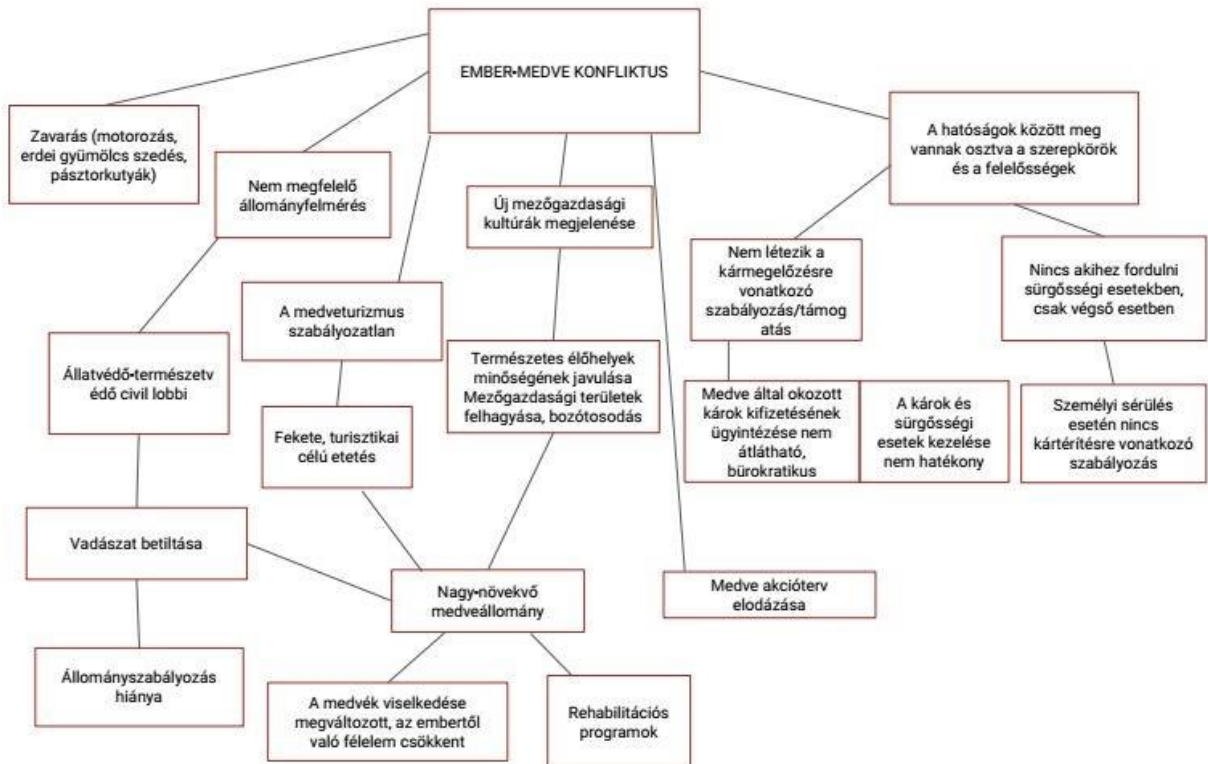 EMBER-MEDVE KONFLIKTUS
Zavarás (motorozás,
erdei gyümölcs szedés,
pásztorkutyák)
Nem megfelelő
állományfelmérés
Új mezőgazdasági
kultúrák megjelenése
A hatóságok között meg
vannak osztva a szerepkörök
és a felelősségek
Nem létezik a
kármegelőzésre
vonatkozó
szabályozás/támog
atás
Nincs akihez fordulni
sürgősségi esetekben,
csak végső esetben
A medveturizmus
szabályozatlan
Állatvédő-természetv
édő civil lobbi
Természetes élőhelyek
minőségének javulása
Mezőgazdasági területek
felhagyása, bozótosodás
Medve által okozott
károk kifizetésének
ügyintézése nem
átlátható,
bürokratikus
A károk és
sürgősségi
esetek kezelése
nem hatékony
Személyi sérülés
esetén nincs
kártérítésre vonatkozó
szabályozás
Fekete, turisztikai
célú etetés
Vadászat betiltása
Nagy-növekvő
medveállomány
Medve akcióterv
elodázása
Állományszabályozás
hiánya
A medvék viselkedése
megváltozott, az embertől
való félelem csökkent
Rehabilitációs
programok